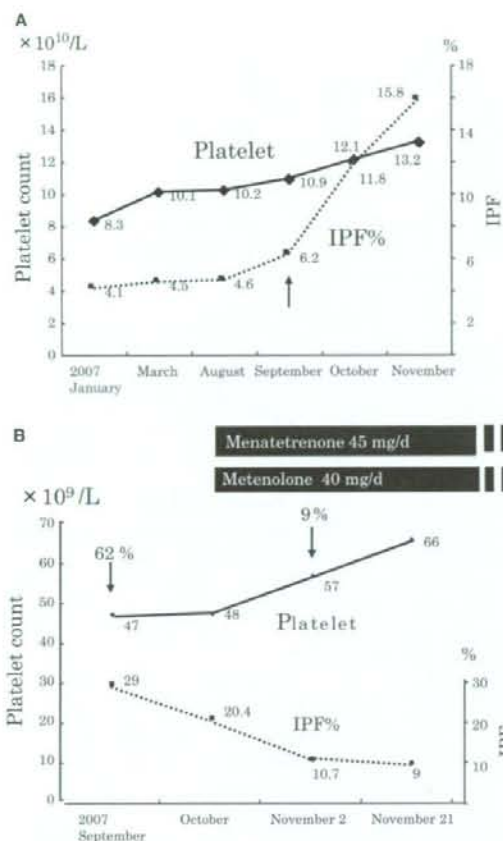 A
× 10¹⁰/L
%
18
16
14
12
10
8
6
4
2
0
Platelet count
18
16
10
6
2
IPF
Platelet
IPF%
8.3
10.1
10.2
10.9
12.1
13.2
4.1
4.5
4.6
6.2
11.8
15.8
2007
January
March
August
September
October
November
B
Menatetrenone 45 mg/d
Metenolone 40 mg/d
× 10⁹/L
70
60
50
40
30
20
10
0
Platelet count
62 %
9 %
47
48
57
66
Platelet
29
20.4
10.7
9
IPF%
%
30
20
10
2007
September
October
November 2
November 21